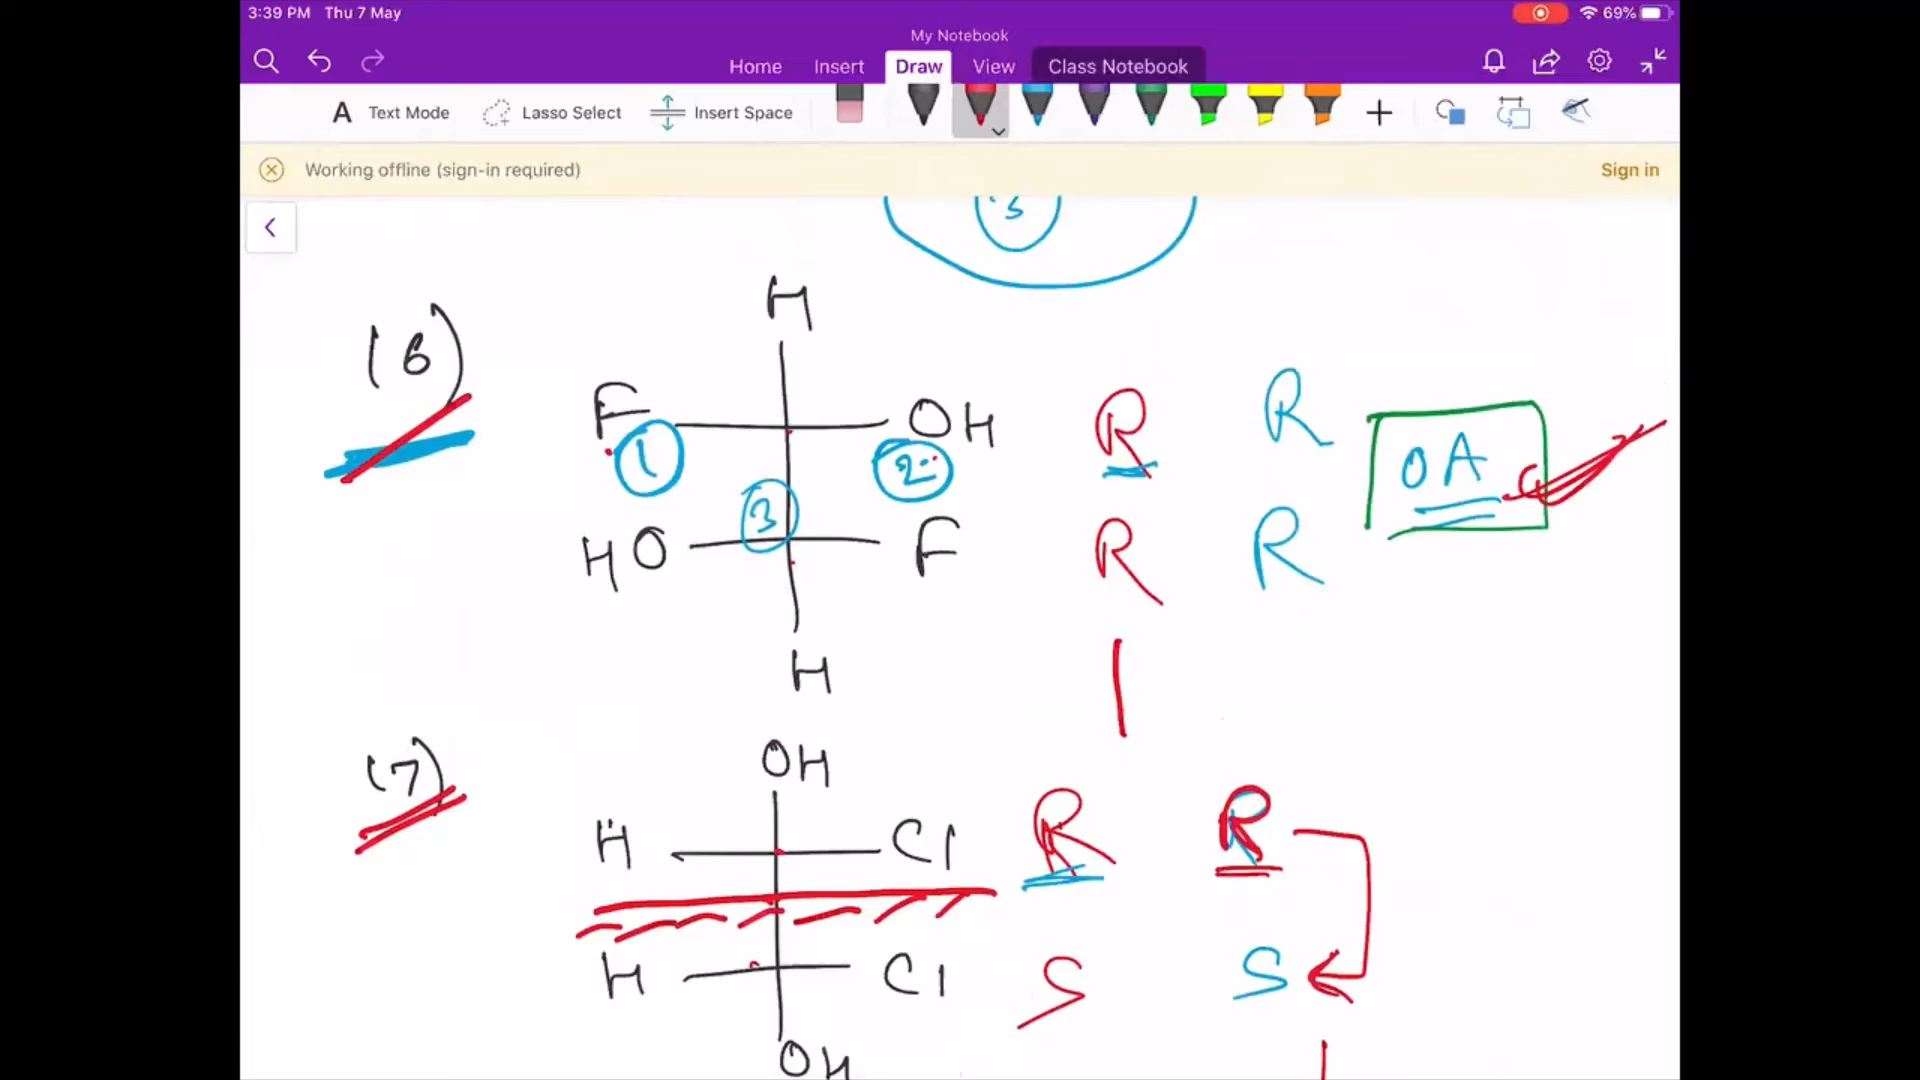 3:39 PM Thu 7 May 69%
My Notebook
Home Insert Draw View Class Notebook
A Text Mode Lasso Select Insert Space
Working offline (sign-in required) Sign in
H
(6)
F OH R R
1 2 OA
3
HO F R R
H
(7) OH
H Cl R R
H Cl S S
OH